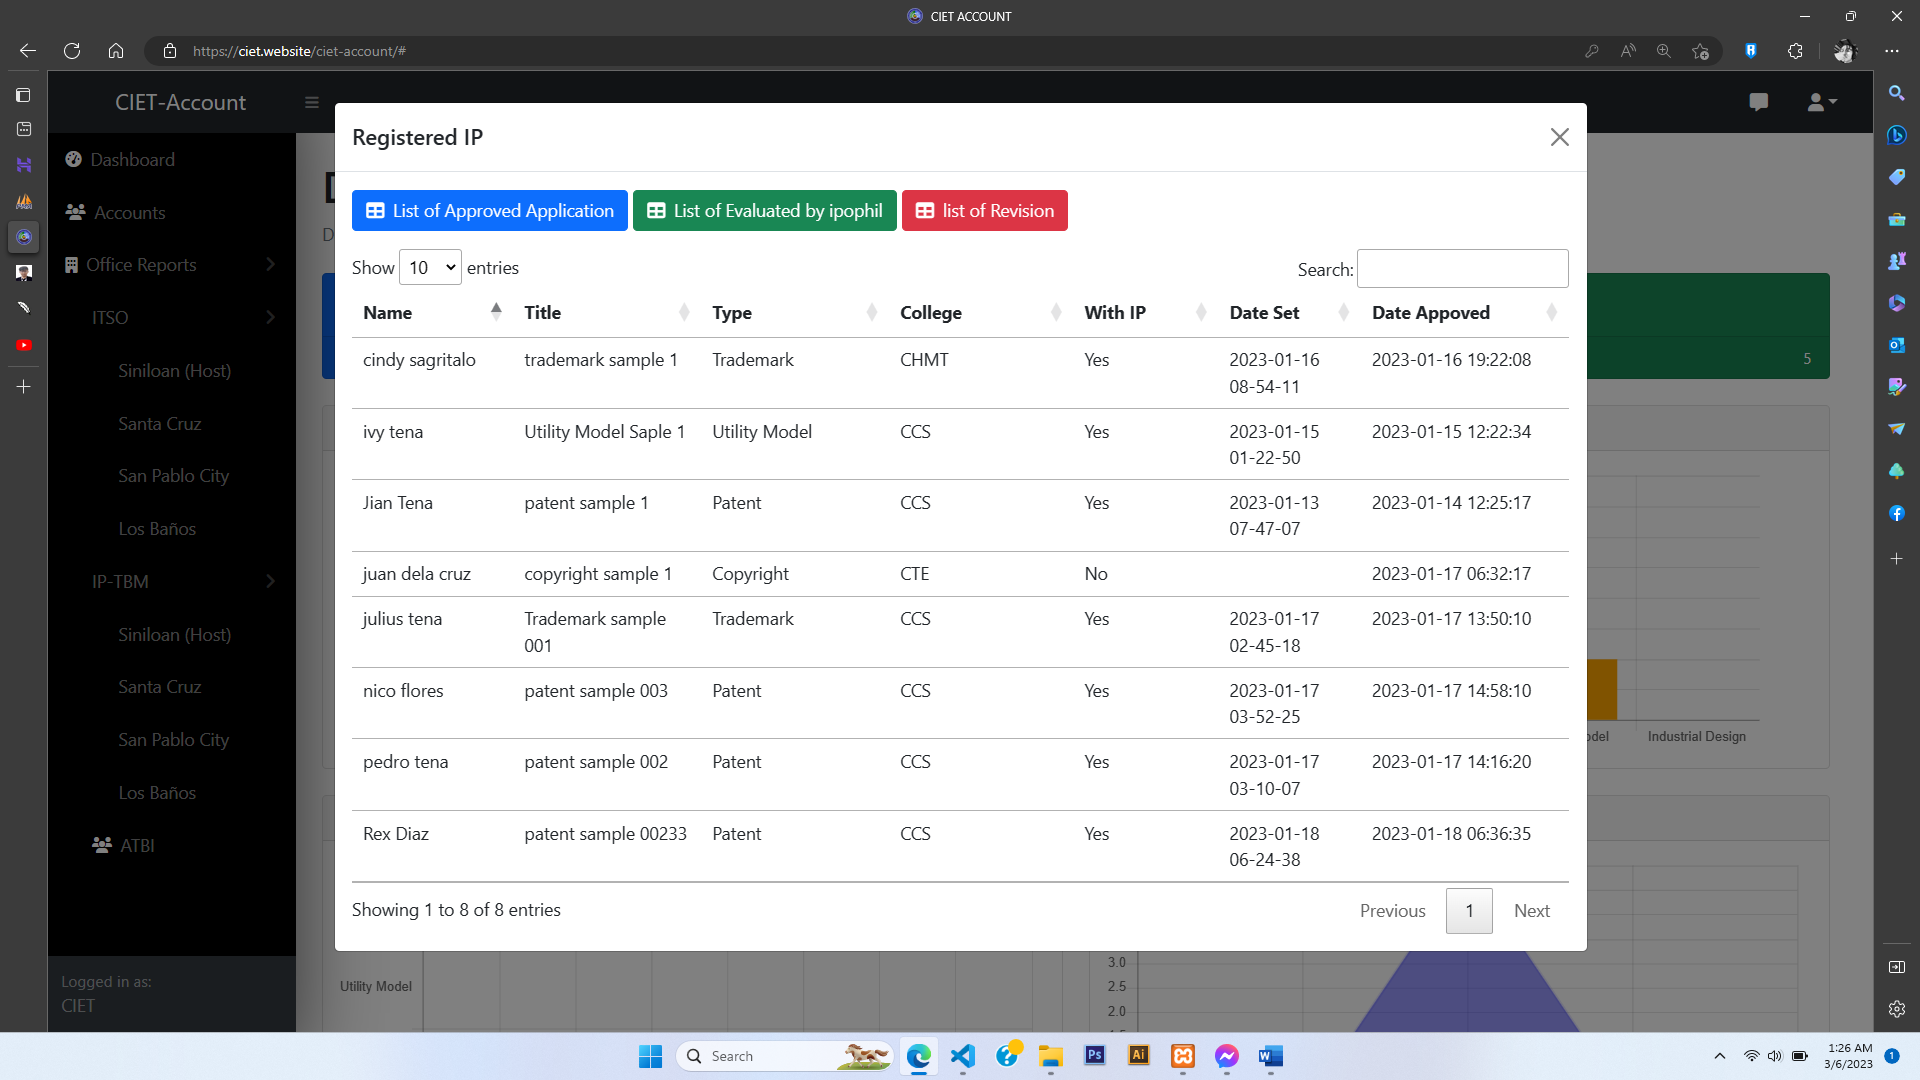 CIET ACCOUNT
https://ciet.website/ciet-account/#
CIET-Account
Dashboard
Accounts
Office Reports
ITSO
Siniloan (Host)
Santa Cruz
San Pablo City
Los Baños
IP-TBM
Siniloan (Host)
Santa Cruz
San Pablo City
Los Baños
ATBI
Logged in as:
CIET
Registered IP
List of Approved Application
List of Evaluated by ipophil
list of Revision
Show 10 entries
Search:
Name Title Type College With IP Date Set Date Appoved
cindy sagritalo trademark sample 1 Trademark CHMT Yes 2023-01-16 2023-01-16 19:22:08
08-54-11
ivy tena Utility Model Saple 1 Utility Model CCS Yes 2023-01-15 2023-01-15 12:22:34
01-22-50
Jian Tena patent sample 1 Patent CCS Yes 2023-01-13 2023-01-14 12:25:17
07-47-07
juan dela cruz copyright sample 1 Copyright CTE No 2023-01-17 06:32:17
julius tena Trademark sample Trademark CCS Yes 2023-01-17 2023-01-17 13:50:10
001 02-45-18
nico flores patent sample 003 Patent CCS Yes 2023-01-17 2023-01-17 14:58:10
03-52-25
pedro tena patent sample 002 Patent CCS Yes 2023-01-17 2023-01-17 14:16:20
03-10-07
Rex Diaz patent sample 00233 Patent CCS Yes 2023-01-18 2023-01-18 06:36:35
06-24-38
Showing 1 to 8 of 8 entries
Previous 1 Next
5
Industrial Design
Utility Model
3.0
2.5
2.0
Search
Ps
Ai
W
1:26 AM
3/6/2023
1